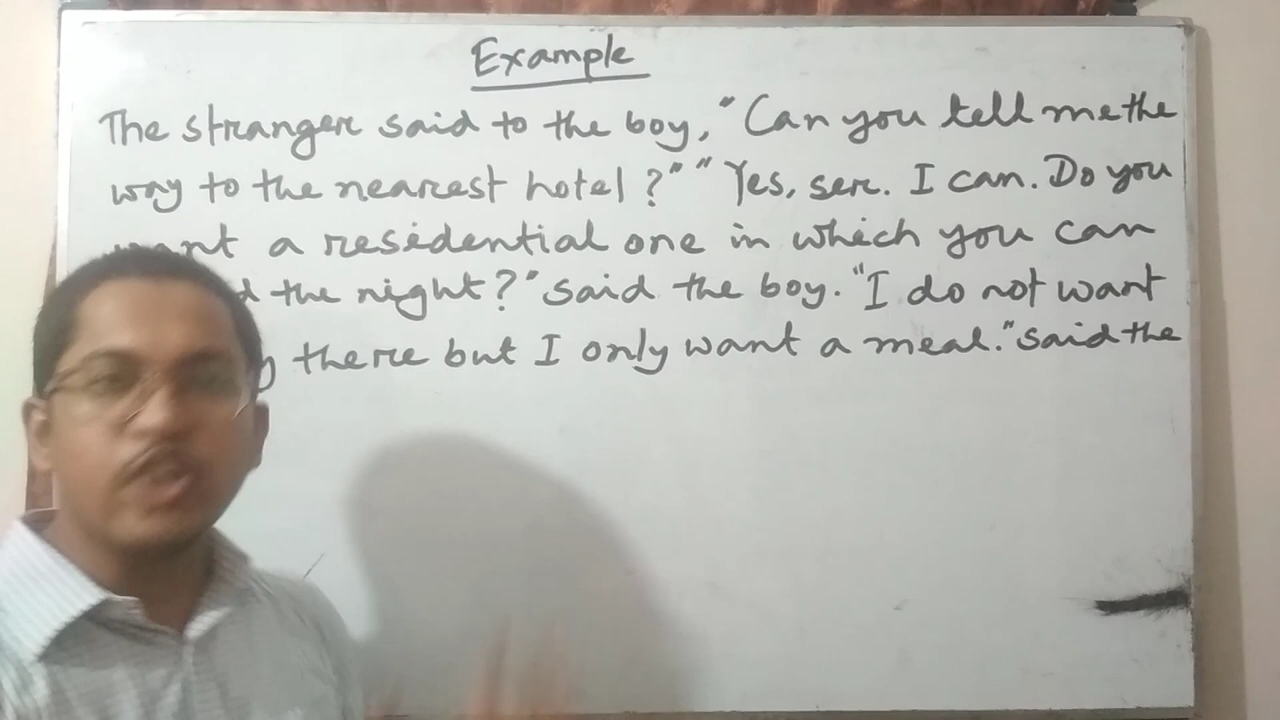 Example
The stranger said to the boy, "Can you tell me the
way to the nearest hotel?" "Yes, ser. I can. Do you
want a residential one in which you can
the night?" said the boy. "I do not want
there but I only want a meal." said the